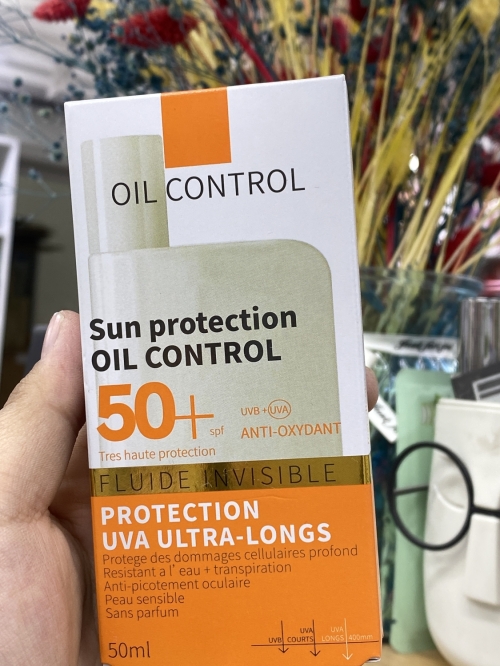 OIL CONTROL
Sun protection
OIL CONTROL
50+ spf
UVB + UVA
ANTI-OXYDANT
Tres haute protection
FLUIDE INVISIBLE
PROTECTION
UVA ULTRA-LONGS
Protege des dommages cellulaires profond
Resistant a l' eau + transpiration
Anti-picotement oculaire
Peau sensible
Sans parfum
50ml
UVB
UVA COURTS
UVA LONGS
400mm